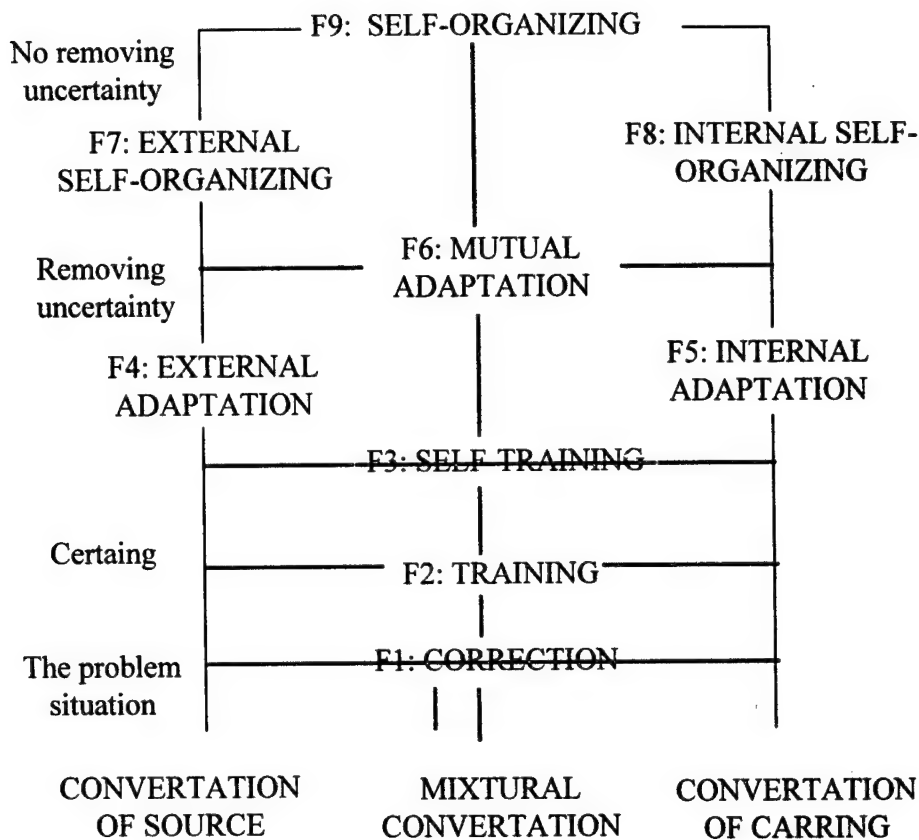 F9: SELF-ORGANIZING
No removing
uncertainty
F7: EXTERNAL
SELF-ORGANIZING
F8: INTERNAL SELF-
ORGANIZING
F6: MUTUAL
ADAPTATION
Removing
uncertainty
F4: EXTERNAL
ADAPTATION
F5: INTERNAL
ADAPTATION
F3: SELF TRAINING
Certaing
F2: TRAINING
F1: CORRECTION
The problem
situation
CONVERTATION
OF SOURCE
MIXTURAL
CONVERTATION
CONVERTATION
OF CARRING